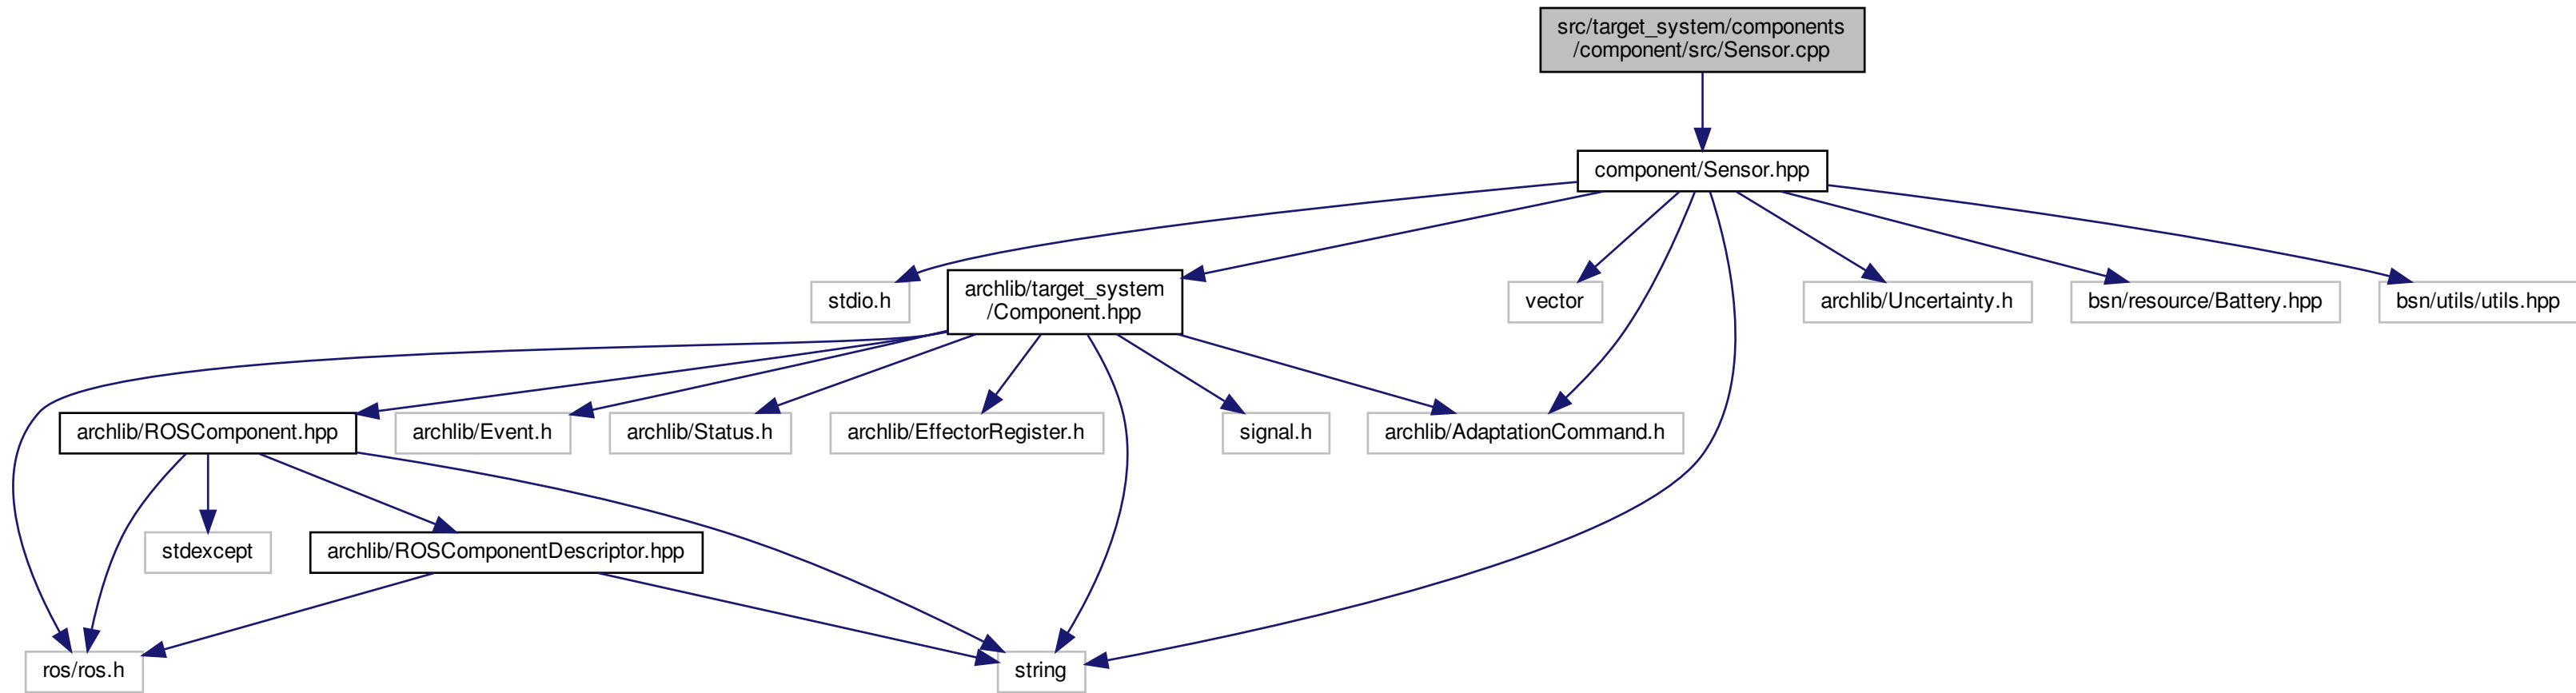 src/target_system/components
/component/src/Sensor.cpp
component/Sensor.hpp
stdio.h
archlib/target_system
/Component.hpp
vector
archlib/Uncertainty.h
bsn/resource/Battery.hpp
bsn/utils/utils.hpp
archlib/ROSComponent.hpp
archlib/Event.h
archlib/Status.h
archlib/EffectorRegister.h
signal.h
archlib/AdaptationCommand.h
stdexcept
archlib/ROSComponentDescriptor.hpp
ros/ros.h
string